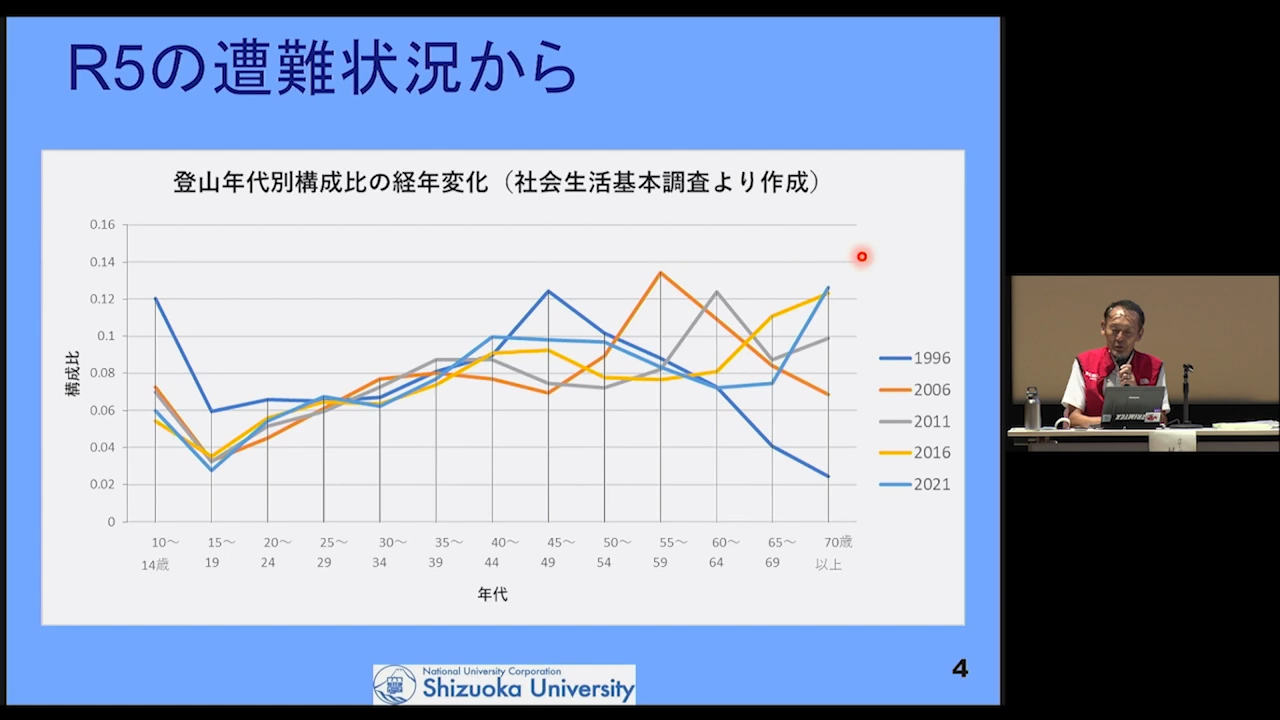 R5の遭難状況から
登山年代別構成比の経年変化（社会生活基本調査より作成）
0.16
0.14
0.12
0.1
0.08
0.06
0.04
0.02
0
構成比
10～ 15～ 20～ 25～ 30～ 35～ 40～ 45～ 50～ 55～ 60～ 65～ 70歳
14歳 19 24 29 34 39 44 49 54 59 64 69 以上
年代
1996
2006
2011
2016
2021
National University Corporation
Shizuoka University
4